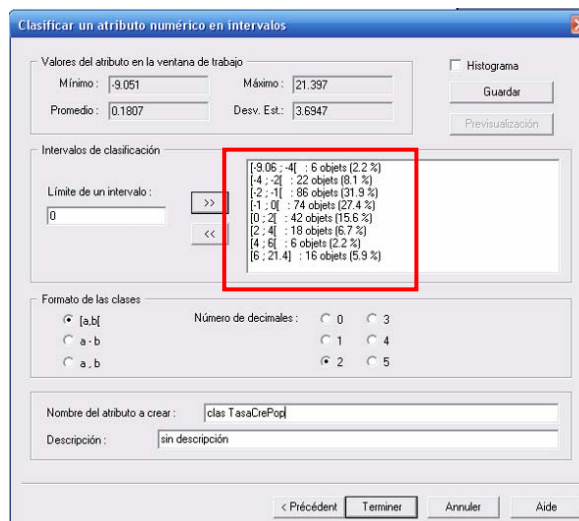 Clasificar un atributo numérico en intervalos
Valores del atributo en la ventana de trabajo
Mínimo : -9.051 Máximo : 21.397
Promedio : 0.1807 Desv. Est.: 3.6947
Histograma
Guardar
Previsualización
Intervalos de clasificación
Límite de un intervalo :
0
>>
<<
[-9.06 ; -4[ : 6 objets (2.2 %)
[-4 ; -2[ : 22 objets (8.1 %)
[-2 ; -1[ : 86 objets (31.9 %)
[-1 ; 0[ : 74 objets (27.4 %)
[0 ; 2[ : 42 objets (15.6 %)
[2 ; 4[ : 18 objets (6.7 %)
[4 ; 6[ : 6 objets (2.2 %)
[6 ; 21.4] : 16 objets (5.9 %)
Formato de las clases
[a,b[
a - b
a , b
Número de decimales :
0 3
1 4
2 5
Nombre del atributo a crear : clas TasaCrePop
Descripción : sin descripción
< Précédent Terminer Annuler Aide